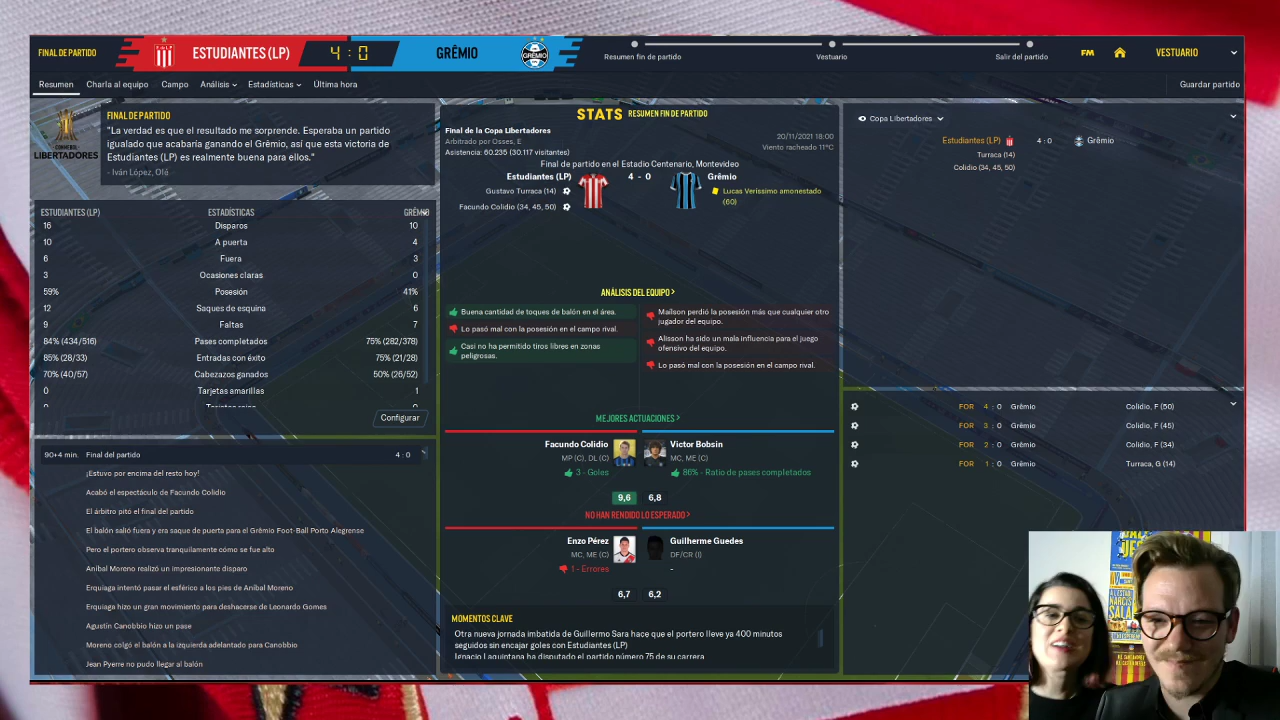 FINAL DE PARTIDO
ESTUDIANTES (LP)
4 : 0
GRÊMIO
GRÊMIO
Resumen fin de partido
Vestuario
Salir del partido
FM
VESTUARIO
Resumen
Charla al equipo
Campo
Análisis
Estadísticas
Última hora
Guardar partido
LIBERTADORES
FINAL DE PARTIDO
"La verdad es que el resultado me sorprende. Esperaba un partido
igualado que acabaría ganando el Grêmio, así que esta victoria de
Estudiantes (LP) es realmente buena para ellos."
- Iván López, Olé
ESTUDIANTES (LP) ESTADÍSTICAS GRÊMIO
16 Disparos 10
10 A puerta 4
6 Fuera 3
3 Ocasiones claras 0
59% Posesión 41%
12 Saques de esquina 6
9 Faltas 7
84% (434/516) Pases completados 75% (282/378)
85% (28/33) Entradas con éxito 75% (21/28)
70% (40/57) Cabezazos ganados 50% (26/52)
0 Tarjetas amarillas 1
0 Tarjetas rojas 0
Configurar
90+4 min. Final del partido 4 : 0
¡Estuvo por encima del resto hoy!
Acabó el espectáculo de Facundo Colidio
El árbitro pitó el final del partido
El balón salió fuera y era saque de puerta para el Grêmio Foot-Ball Porto Alegrense
Pero el portero observa tranquilamente cómo se fue alto
Aníbal Moreno realizó un impresionante disparo
Erquiaga intentó pasar el esférico a los pies de Aníbal Moreno
Erquiaga hizo un gran movimiento para deshacerse de Leonardo Gomes
Agustín Canobbio hizo un pase
Moreno colgó el balón a la izquierda adelantado para Canobbio
Jean Pyerre no pudo llegar al balón
STATS RESUMEN FIN DE PARTIDO
Final de la Copa Libertadores
Arbitrado por Osses, E
Asistencia: 60.235 (30.117 visitantes)
20/11/2021 18:00
Viento racheado 11ºC
Final de partido en el Estadio Centenario, Montevideo
Estudiantes (LP) 4 - 0 Grêmio
Gustavo Turraca (14)
Facundo Colidio (34, 45, 50)
Lucas Veríssimo amonestado
(60)
ANÁLISIS DEL EQUIPO >
Buena cantidad de toques de balón en el área.
Lo pasó mal con la posesión en el campo rival.
Casi no ha permitido tiros libres en zonas
peligrosas.
Mailson perdió la posesión más que cualquier otro
jugador del equipo.
Alisson ha sido un mala influencia para el juego
ofensivo del equipo.
Lo pasó mal con la posesión en el campo rival.
MEJORES ACTUACIONES >
Facundo Colidio
MP (C), DL (C)
3 - Goles
9,6
Victor Bobsin
MC, ME (C)
86% - Ratio de pases completados
6,8
NO HAN RENDIDO LO ESPERADO >
Enzo Pérez
MC, ME (C)
1 - Errores
6,7
Guilherme Guedes
DF/CR (I)
-
6,2
MOMENTOS CLAVE
Otra nueva jornada imbatida de Guillermo Sara hace que el portero lleve ya 400 minutos
seguidos sin encajar goles con Estudiantes (LP)
Ignacio Laquintana ha disputado el partido número 75 de su carrera
Copa Libertadores
Estudiantes (LP) 4 : 0 Grêmio
Turraca (14)
Colidio (34, 45, 50)
FOR 4 : 0 Grêmio Colidio, F (50)
FOR 3 : 0 Grêmio Colidio, F (45)
FOR 2 : 0 Grêmio Colidio, F (34)
FOR 1 : 0 Grêmio Turraca, G (14)